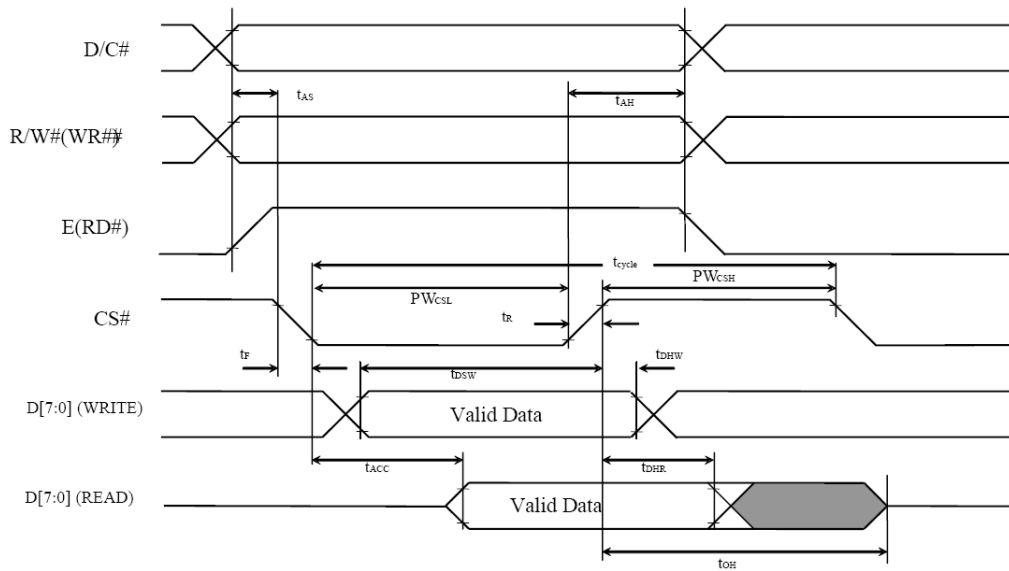 D/C#
tAS
tAH
R/W#(WR##)
E(RD#)
tcycle
PWCSL
PWCSH
CS#
tR
tF
tDSW
tDHW
D[7:0] (WRITE)
Valid Data
tACC
tDHR
D[7:0] (READ)
Valid Data
tOH